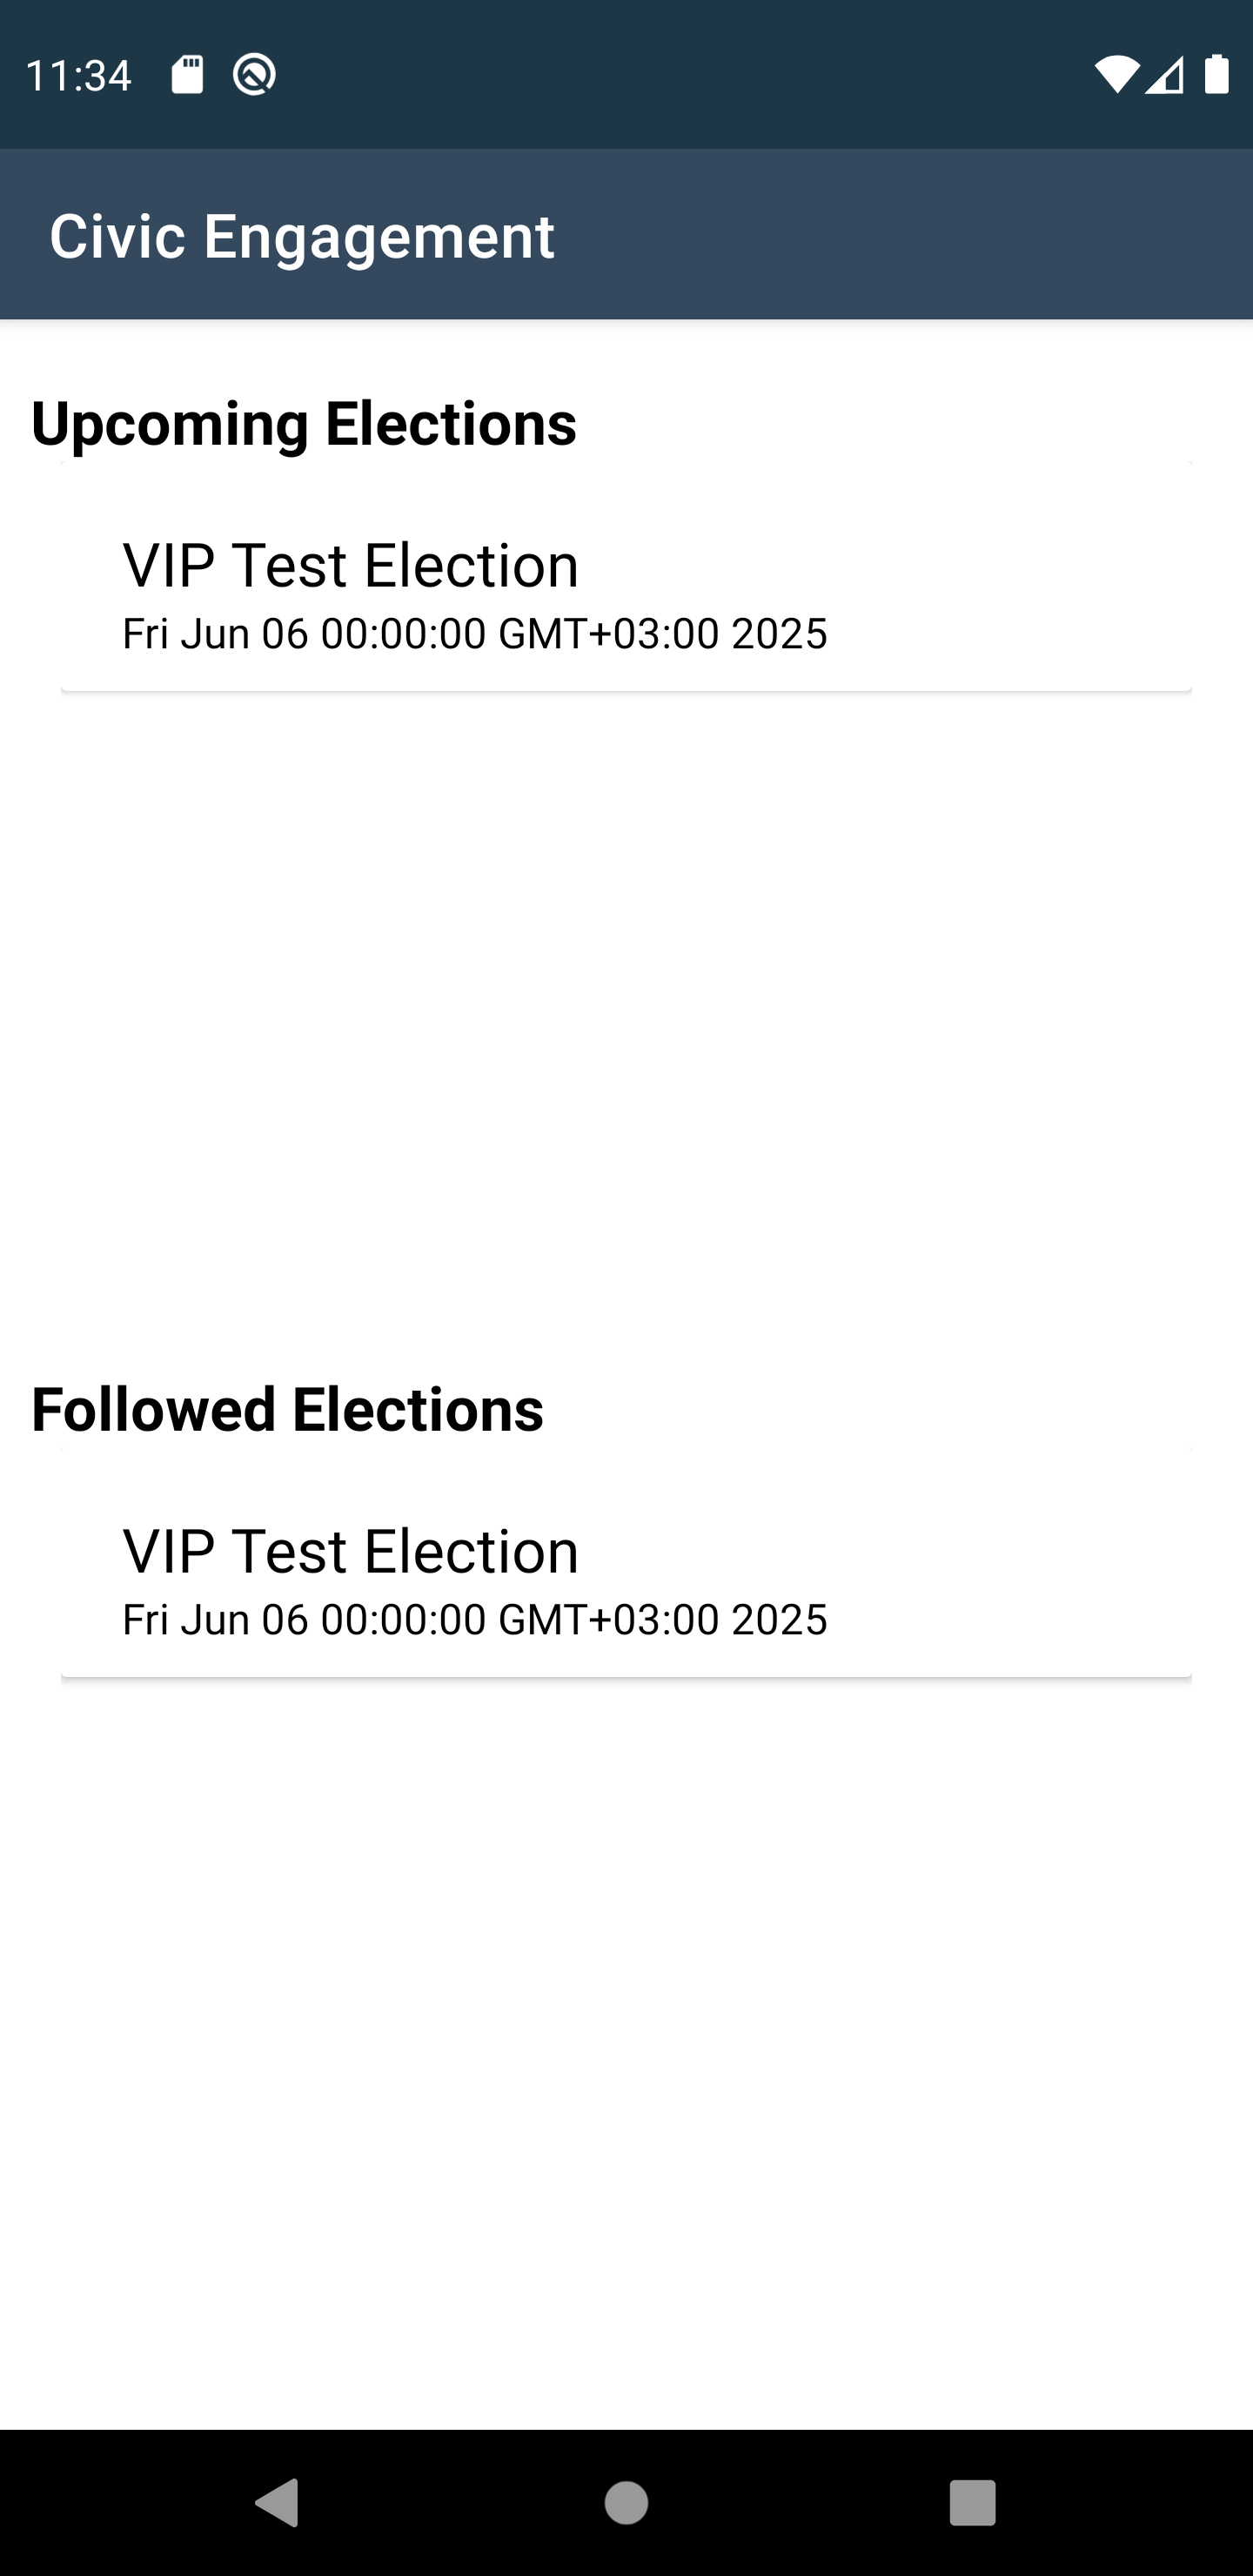 11:34
Civic Engagement
Upcoming Elections
VIP Test Election
Fri Jun 06 00:00:00 GMT+03:00 2025
Followed Elections
VIP Test Election
Fri Jun 06 00:00:00 GMT+03:00 2025